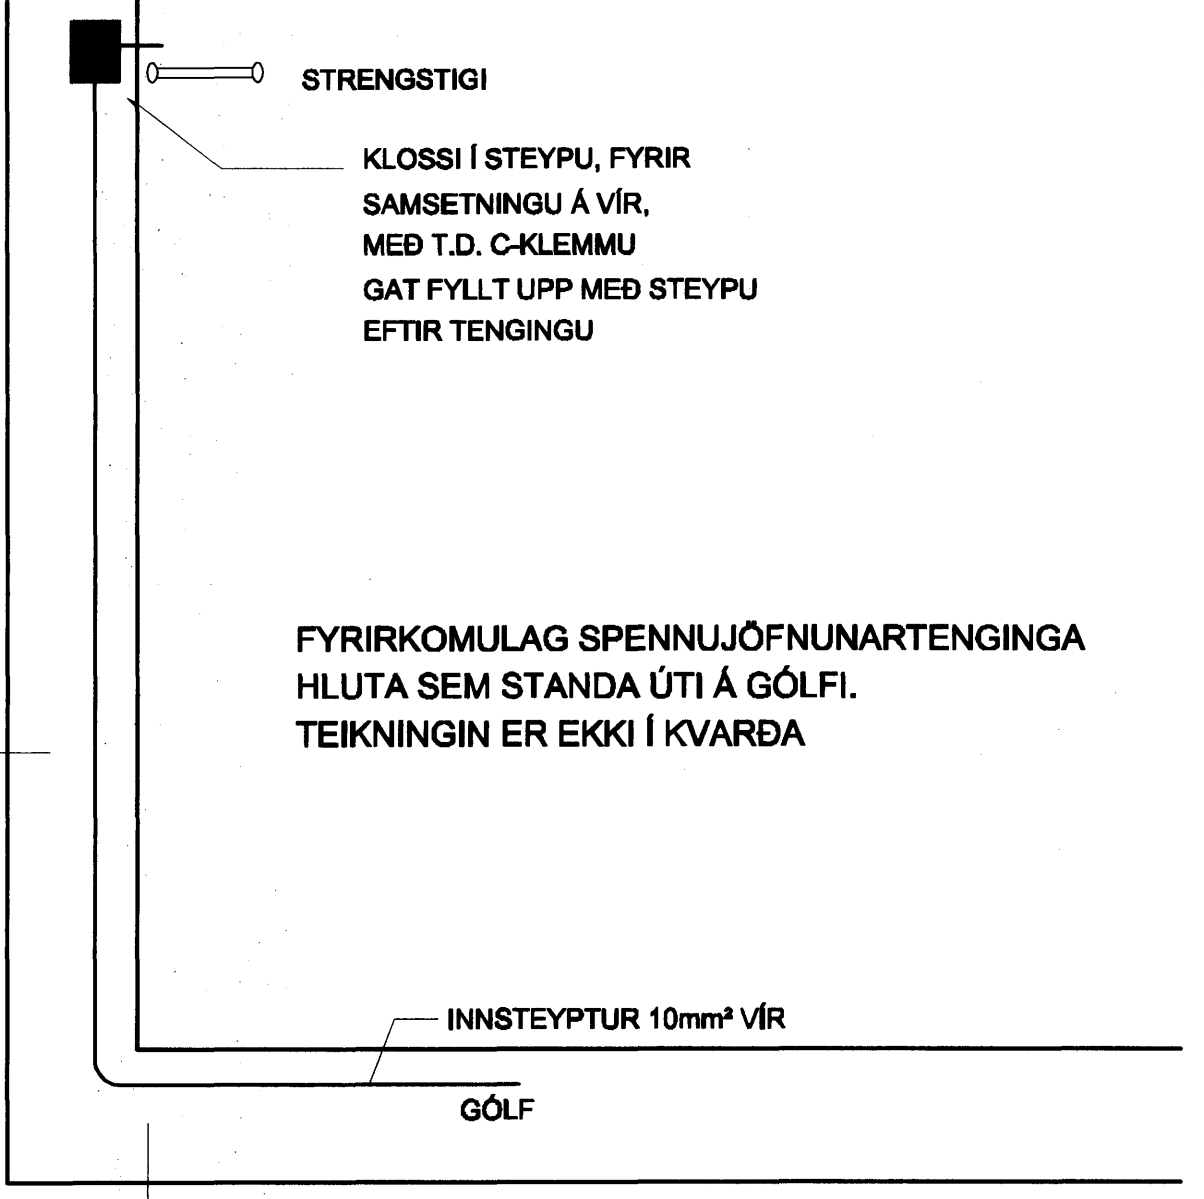 STRENGSTIGI
KLOSSI Í STEYPU, FYRIR
SAMSETNINGU Á VÍR,
MEÐ T.D. C-KLEMMU
GAT FYLLT UPP MEÐ STEYPU
EFTIR TENGINGU
FYRIRKOMULAG SPENNUJÖFNUNARTENGINGA
HLUTA SEM STANDA ÚTI Á GÓLFI.
TEIKNINGIN ER EKKI Í KVARÐA
INNSTEYPTUR 10mm² VÍR
GÓLF